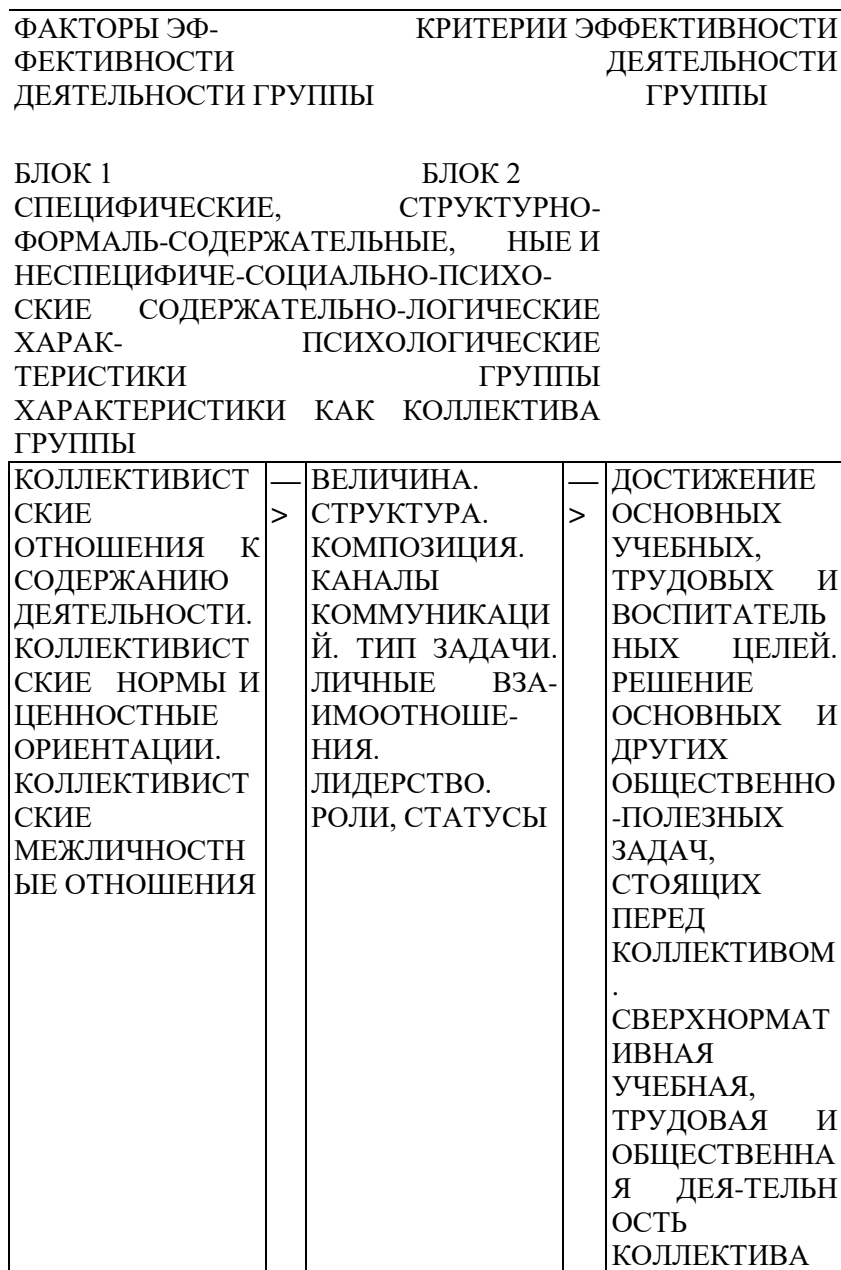 ФАКТОРЫ ЭФ- КРИТЕРИИ ЭФФЕКТИВНОСТИ
ФЕКТИВНОСТИ ДЕЯТЕЛЬНОСТИ
ДЕЯТЕЛЬНОСТИ ГРУППЫ ГРУППЫ
БЛОК 1 БЛОК 2
СПЕЦИФИЧЕСКИЕ, СТРУКТУРНО-
ФОРМАЛЬ-СОДЕРЖАТЕЛЬНЫЕ, НЫЕ И
НЕСПЕЦИФИЧЕ-СОЦИАЛЬНО-ПСИХО-
СКИЕ СОДЕРЖАТЕЛЬНО-ЛОГИЧЕСКИЕ
ХАРАК- ПСИХОЛОГИЧЕСКИЕ
ТЕРИСТИКИ ГРУППЫ
ХАРАКТЕРИСТИКИ КАК КОЛЛЕКТИВА
ГРУППЫ
КОЛЛЕКТИВИСТ
СКИЕ
ОТНОШЕНИЯ К
СОДЕРЖАНИЮ
ДЕЯТЕЛЬНОСТИ.
КОЛЛЕКТИВИСТ
СКИЕ НОРМЫ И
ЦЕННОСТНЫЕ
ОРИЕНТАЦИИ.
КОЛЛЕКТИВИСТ
СКИЕ
МЕЖЛИЧНОСТН
ЫЕ ОТНОШЕНИЯ
—
>
ВЕЛИЧИНА.
СТРУКТУРА.
КОМПОЗИЦИЯ.
КАНАЛЫ
КОММУНИКАЦИ
Й. ТИП ЗАДАЧИ.
ЛИЧНЫЕ ВЗА-
ИМООТНОШЕ-
НИЯ.
ЛИДЕРСТВО.
РОЛИ, СТАТУСЫ
—
>
ДОСТИЖЕНИЕ
ОСНОВНЫХ
УЧЕБНЫХ,
ТРУДОВЫХ И
ВОСПИТАТЕЛЬ
НЫХ ЦЕЛЕЙ.
РЕШЕНИЕ
ОСНОВНЫХ И
ДРУГИХ
ОБЩЕСТВЕННО
-ПОЛЕЗНЫХ
ЗАДАЧ,
СТОЯЩИХ
ПЕРЕД
КОЛЛЕКТИВОМ
.
СВЕРХНОРМАТ
ИВНАЯ
УЧЕБНАЯ,
ТРУДОВАЯ И
ОБЩЕСТВЕННА
Я ДЕЯ-ТЕЛЬН
ОСТЬ
КОЛЛЕКТИВА